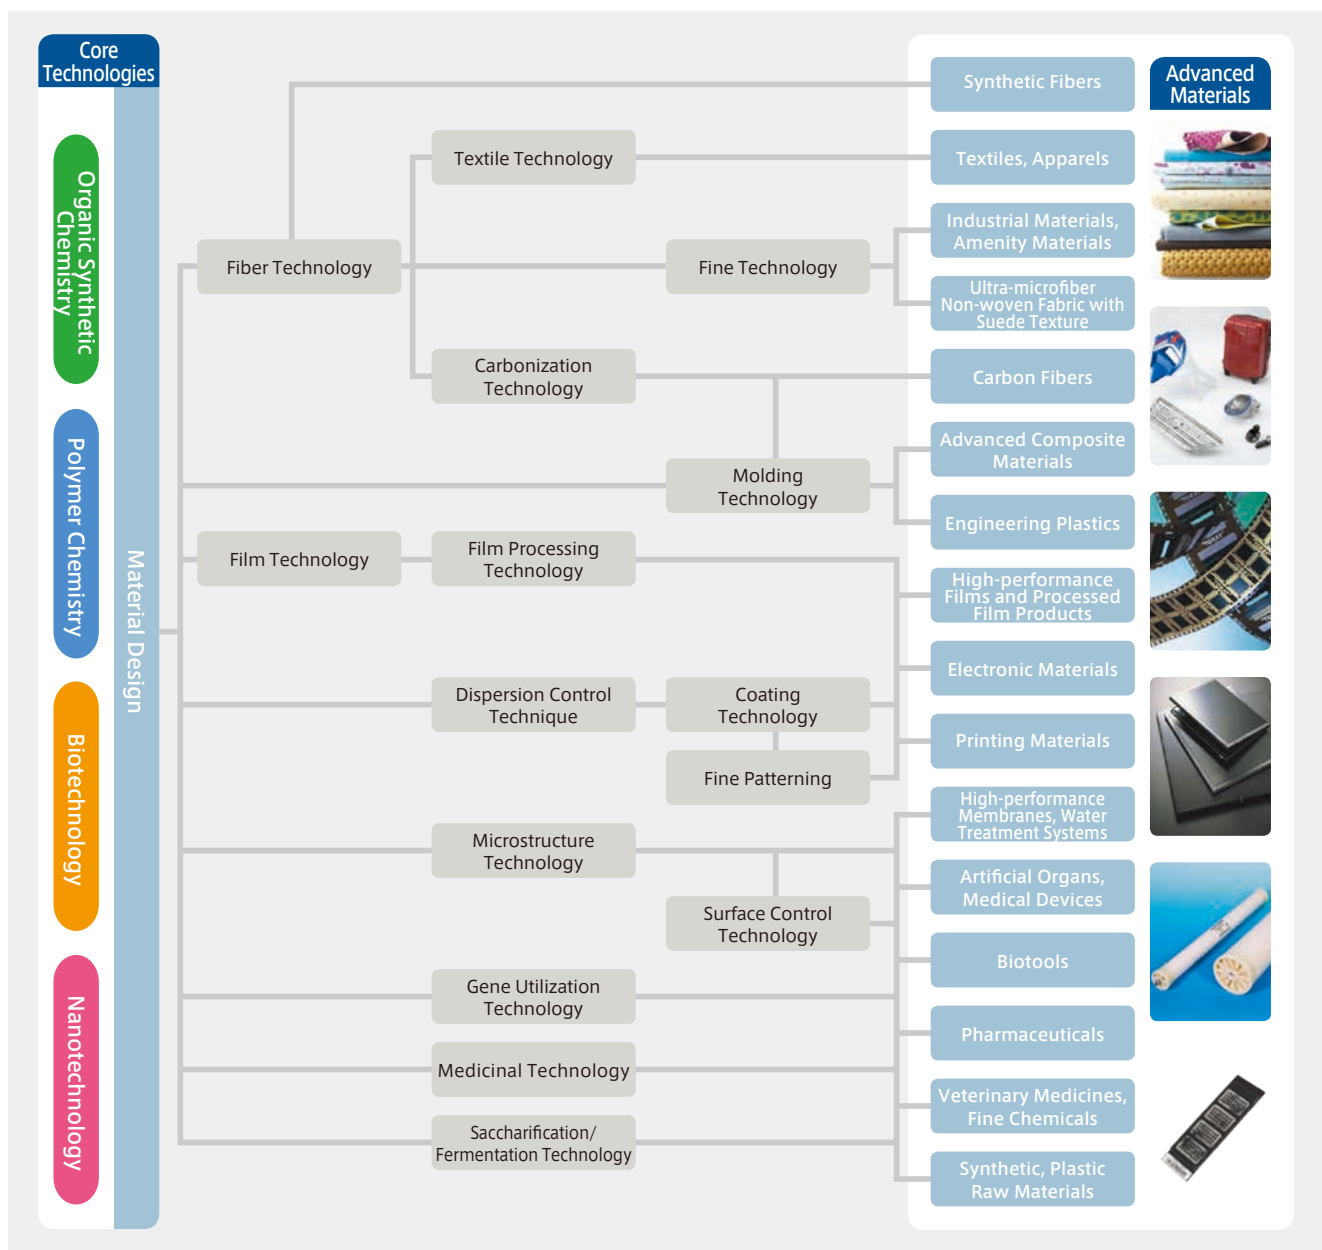 Core
Technologies
Organic Synthetic
Chemistry
Polymer Chemistry
Biotechnology
Nanotechnology
Material Design
Fiber Technology
Film Technology
Textile Technology
Carbonization
Technology
Film Processing
Technology
Dispersion Control
Technique
Microstructure
Technology
Gene Utilization
Technology
Medicinal Technology
Saccharification/
Fermentation Technology
Fine Technology
Molding
Technology
Coating
Technology
Fine Patterning
Surface Control
Technology
Advanced
Materials
Synthetic Fibers
Textiles, Apparels
Industrial Materials,
Amenity Materials
Ultra-microfiber
Non-woven Fabric with
Suede Texture
Carbon Fibers
Advanced Composite
Materials
Engineering Plastics
High-performance
Films and Processed
Film Products
Electronic Materials
Printing Materials
High-performance
Membranes, Water
Treatment Systems
Artificial Organs,
Medical Devices
Biotools
Pharmaceuticals
Veterinary Medicines,
Fine Chemicals
Synthetic, Plastic
Raw Materials